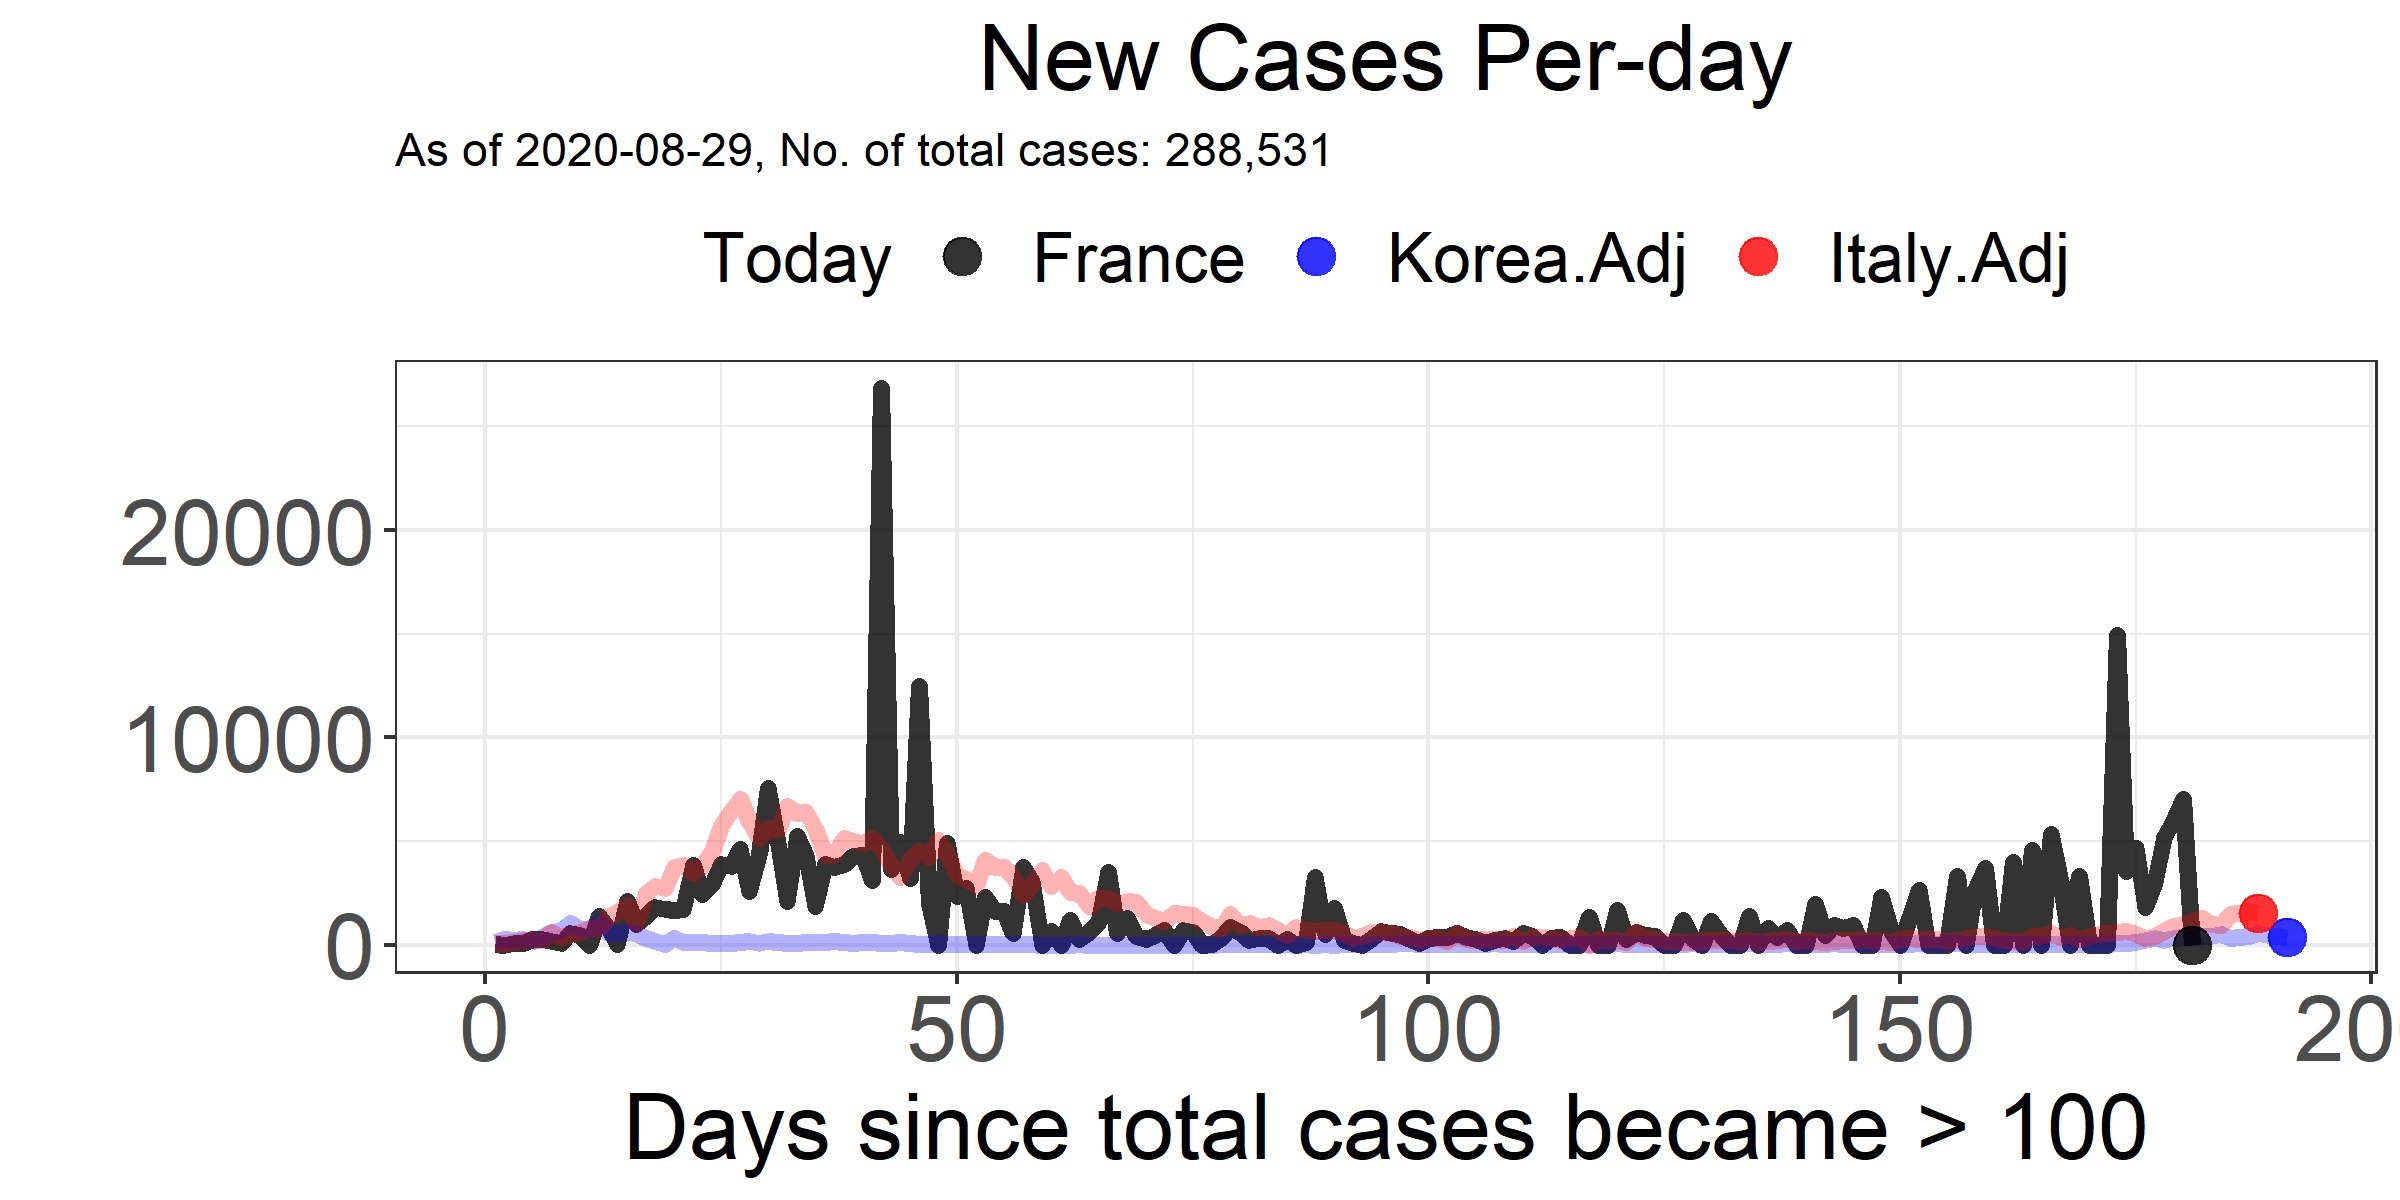 New Cases Per-day
As of 2020-08-29, No. of total cases: 288,531
Today France Korea.Adj Italy.Adj
20000
10000
0
0 50 100 150 20
Days since total cases became > 100